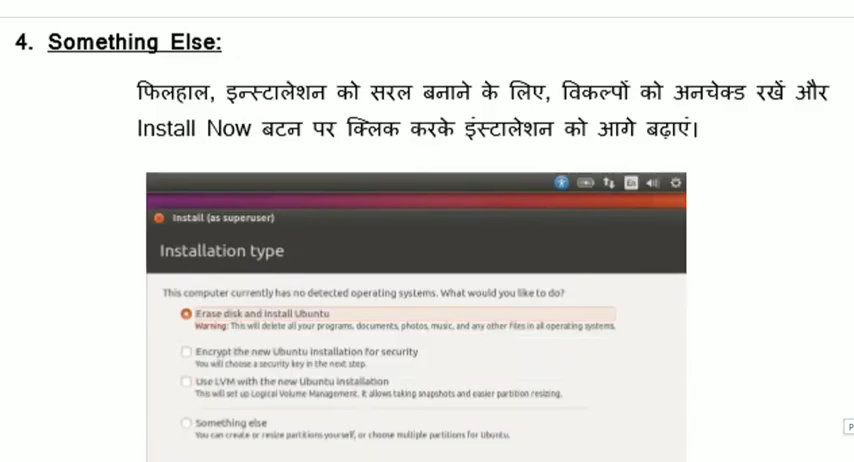 4. Something Else:
फिलहाल, इन्स्टालेशन को सरल बनाने के लिए, विकल्पों को अनचेक्ड रखें और
Install Now बटन पर क्लिक करके इंस्टालेशन को आगे बढ़ाएं।
En
Install (as superuser)
Installation type
This computer currently has no detected operating systems. What would you like to do?
Erase disk and install Ubuntu
Warning: This will delete all your programs, documents, photos, music, and any other files in all operating systems.
Encrypt the new Ubuntu installation for security
You will choose a security key in the next step.
Use LVM with the new Ubuntu installation
This will set up Logical Volume Management. It allows taking snapshots and easier partition resizing.
Something else
You can create or resize partitions yourself, or choose multiple partitions for Ubuntu.
P